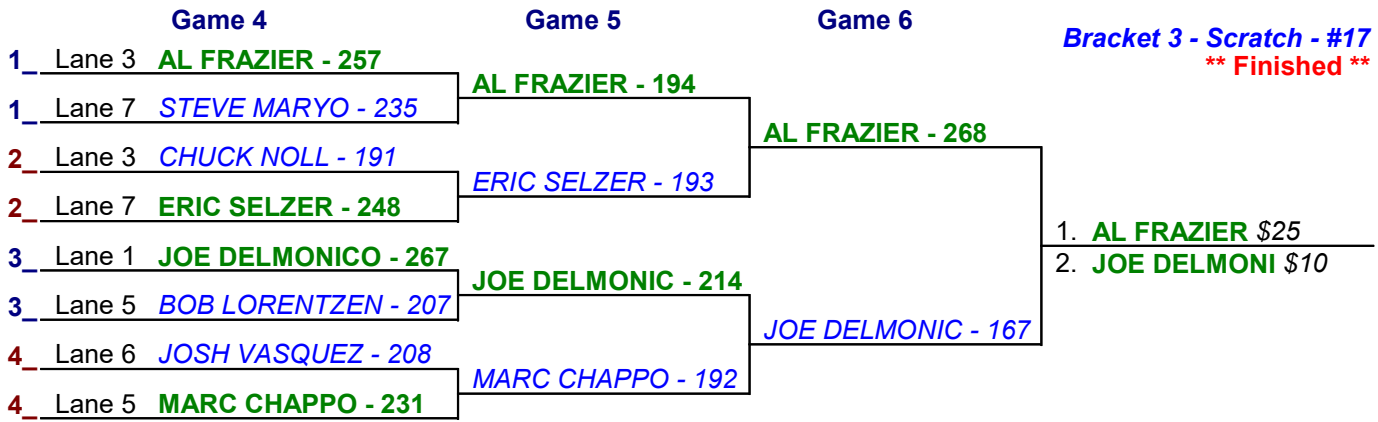 Game 4 Game 5 Game 6
Bracket 3 - Scratch - #17
** Finished **
1_ Lane 3 AL FRAZIER - 257
1_ Lane 7 STEVE MARYO - 235
2_ Lane 3 CHUCK NOLL - 191
2_ Lane 7 ERIC SELZER - 248
3_ Lane 1 JOE DELMONICO - 267
3_ Lane 5 BOB LORENTZEN - 207
4_ Lane 6 JOSH VASQUEZ - 208
4_ Lane 5 MARC CHAPPO - 231
AL FRAZIER - 194
ERIC SELZER - 193
JOE DELMONIC - 214
MARC CHAPPO - 192
AL FRAZIER - 268
JOE DELMONIC - 167
1. AL FRAZIER $25
2. JOE DELMONI $10